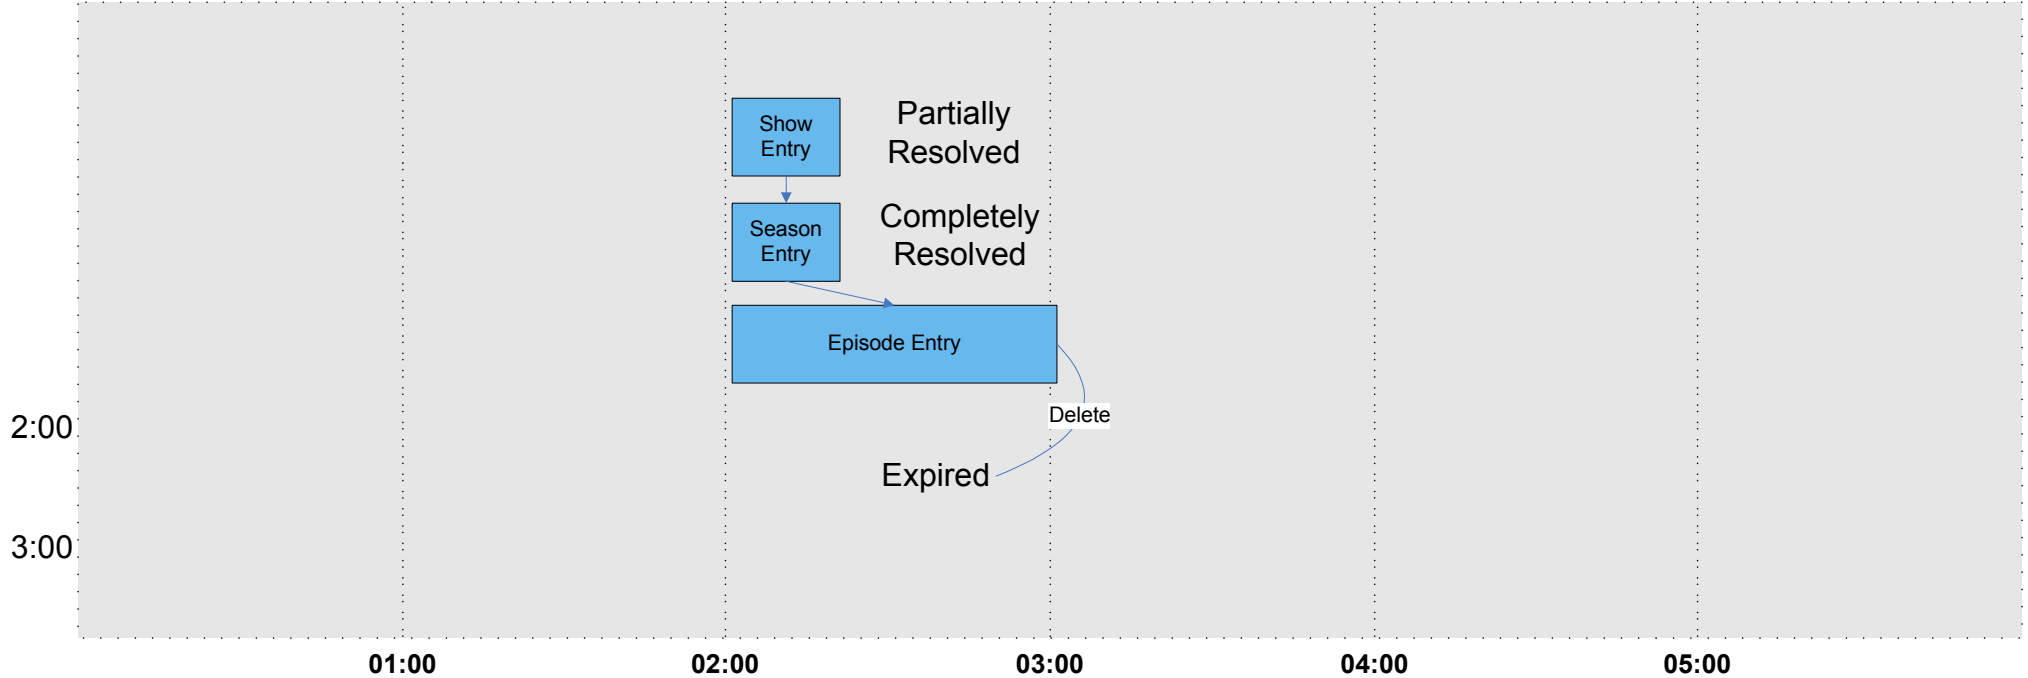 Show
Entry
Partially
Resolved
Season
Entry
Completely
Resolved
Episode Entry
Delete
2:00
Expired
3:00
01:00
02:00
03:00
04:00
05:00